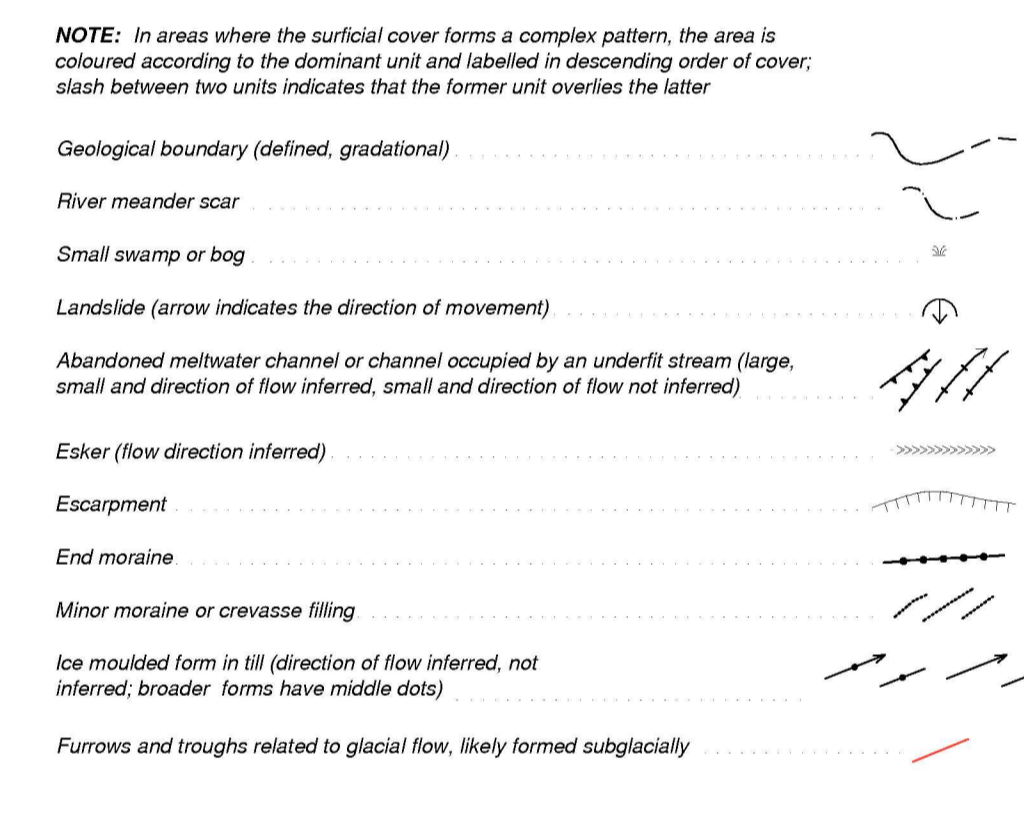 NOTE: In areas where the surficial cover forms a complex pattern, the area is
coloured according to the dominant unit and labelled in descending order of cover;
slash between two units indicates that the former unit overlies the latter
Geological boundary (defined, gradational)
River meander scar
Small swamp or bog
Landslide (arrow indicates the direction of movement)
Abandoned meltwater channel or channel occupied by an underfit stream (large,
small and direction of flow inferred, small and direction of flow not inferred)
Esker (flow direction inferred)
Escarpment
End moraine
Minor moraine or crevasse filling
Ice moulded form in till (direction of flow inferred, not
inferred; broader forms have middle dots)
Furrows and troughs related to glacial flow, likely formed subglacially